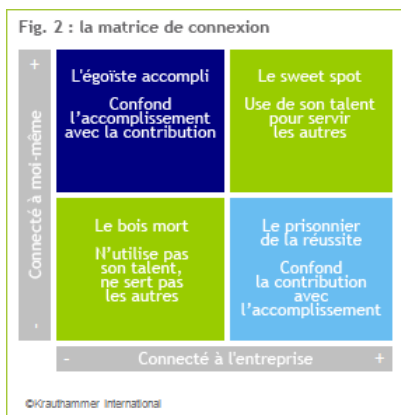 Fig. 2 : la matrice de connexion
+
Connecté à moi-même
-
L'égoïste accompli
Confond
l'accomplissement
avec la contribution
Le sweet spot
Use de son talent
pour servir
les autres
Le bois mort
N'utilise pas
son talent,
ne sert pas
les autres
Le prisonnier
de la réussite
Confond
la contribution
avec
l'accomplissement
- Connecté à l'entreprise +
©Krauthammer International